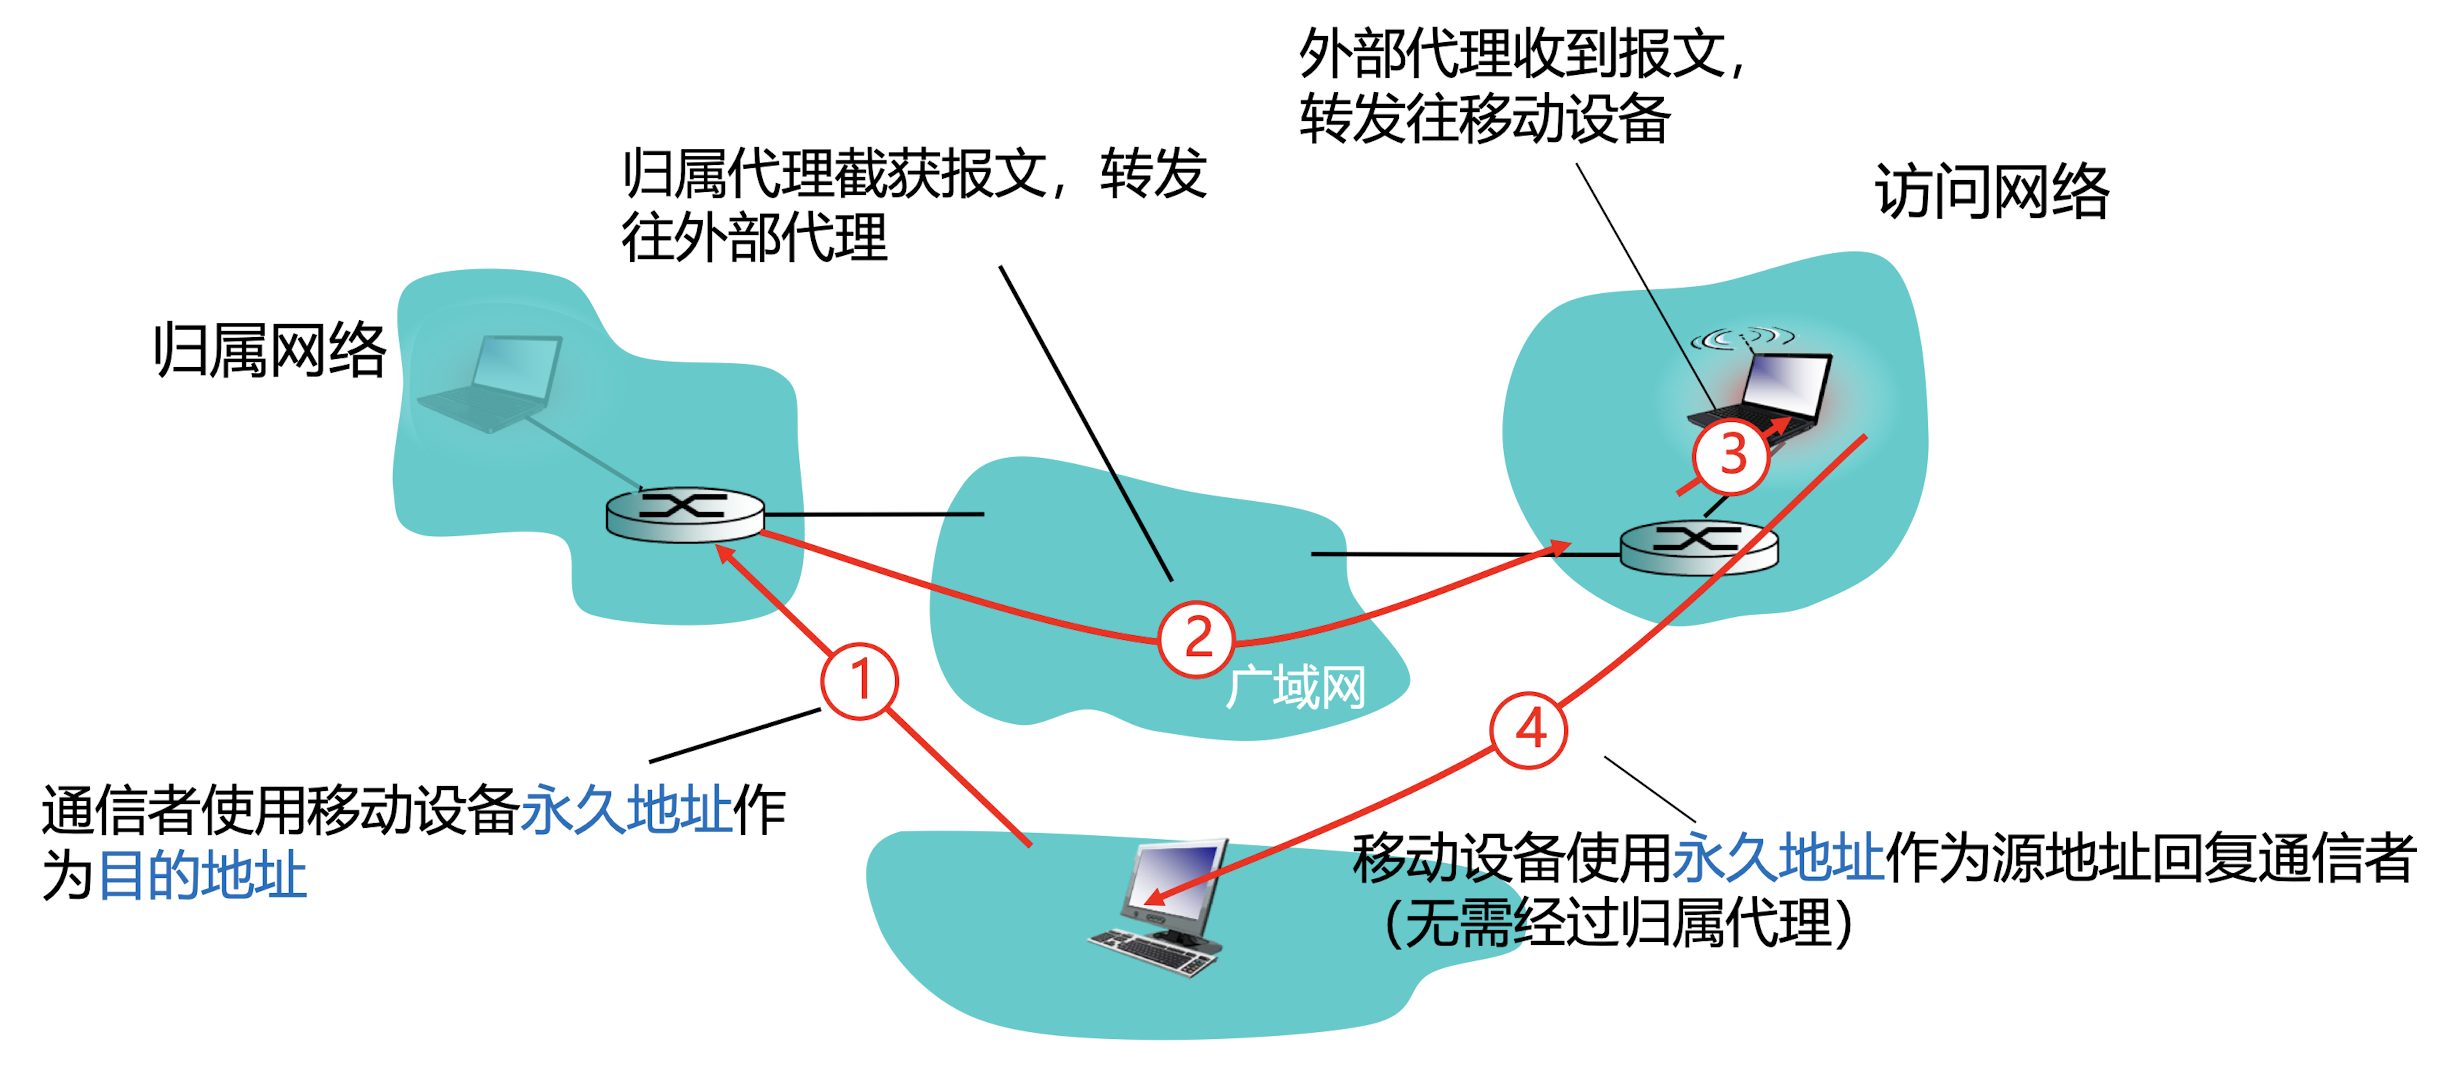 外部代理收到报文，
转发往移动设备
归属代理截获报文，转发
往外部代理
访问网络
归属网络
3
2
广域网
1
4
通信者使用移动设备永久地址作
为目的地址
移动设备使用永久地址作为源地址回复通信者
（无需经过归属代理）